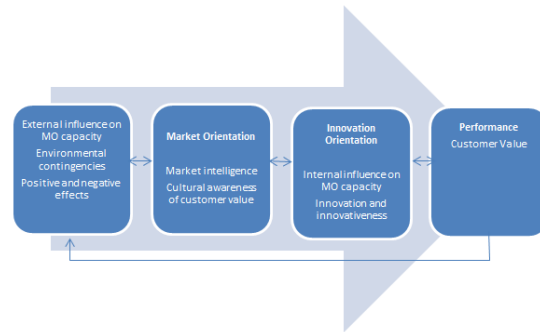 External influence on
MO capacity
Environmental
contingencies
Positive and negative
effects
Market Orientation
Market intelligence
Cultural awareness
of customer value
Innovation
Orientation
Internal influence on
MO capacity
Innovation and
innovativeness
Performance
Customer Value